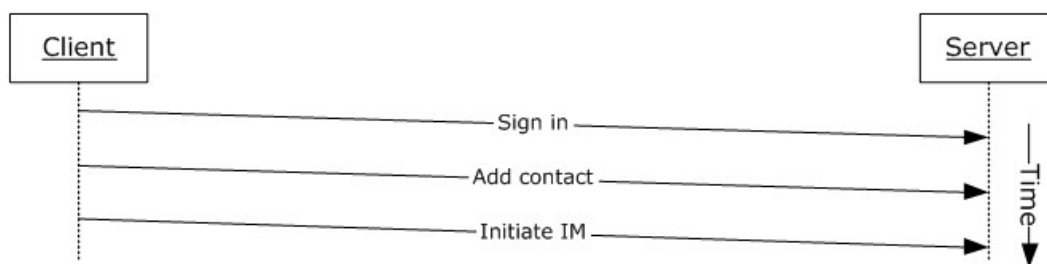 Client
Server
Sign in
Add contact
Initiate IM
Time